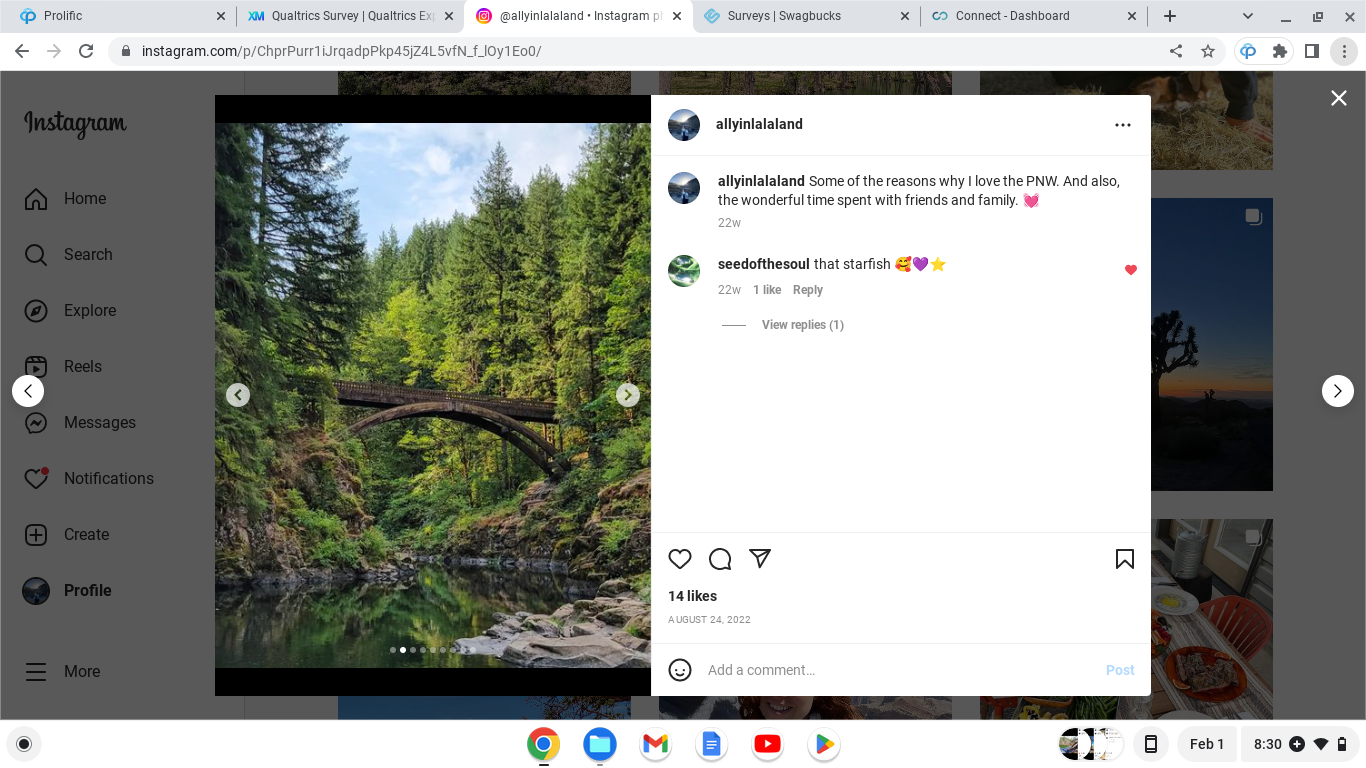 Prolific
Qualtrics Survey | Qualtrics Exp
@allyinlalaland • Instagram pl
Surveys | Swagbucks
Connect - Dashboard
instagram.com/p/ChprPurr1iJrqadpPkp45jZ4L5vfN_f_lOy1Eo0/
Instagram
Home
Search
Explore
Reels
Messages
Notifications
Create
Profile
More
allyinlalaland
allyinlalaland Some of the reasons why I love the PNW. And also,
the wonderful time spent with friends and family. 💓
22w
seedofthesoul that starfish 🥰💜⭐
22w 1 like Reply
View replies (1)
14 likes
AUGUST 24, 2022
Add a comment…
Post
Feb 1
8:30